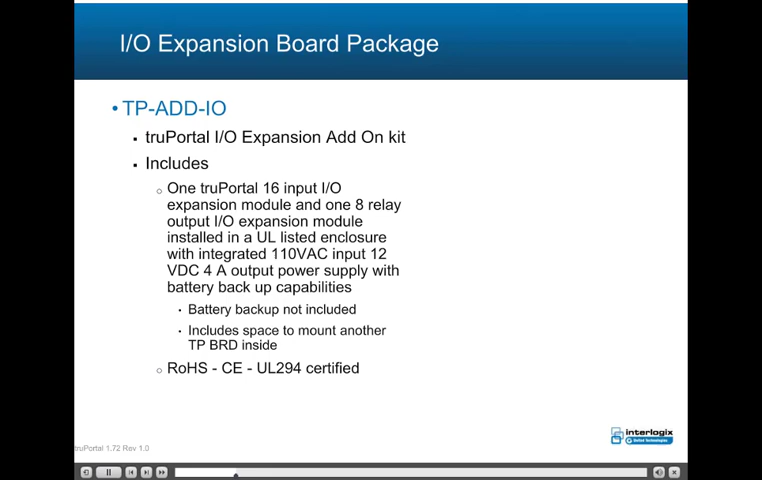 I/O Expansion Board Package
• TP-ADD-IO
▪ truPortal I/O Expansion Add On kit
▪ Includes
○ One truPortal 16 input I/O
expansion module and one 8 relay
output I/O expansion module
installed in a UL listed enclosure
with integrated 110VAC input 12
VDC 4 A output power supply with
battery back up capabilities
• Battery backup not included
• Includes space to mount another
TP BRD inside
○ RoHS - CE - UL294 certified
interlogix
United Technologies
truPortal 1.72 Rev 1.0